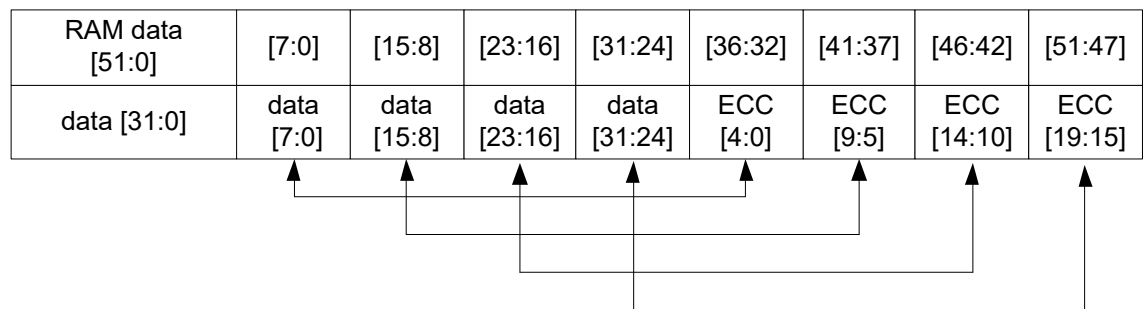 RAM data
[51:0]
[7:0]
[15:8]
[23:16]
[31:24]
[36:32]
[41:37]
[46:42]
[51:47]
data [31:0]
data
[7:0]
data
[15:8]
data
[23:16]
data
[31:24]
ECC
[4:0]
ECC
[9:5]
ECC
[14:10]
ECC
[19:15]